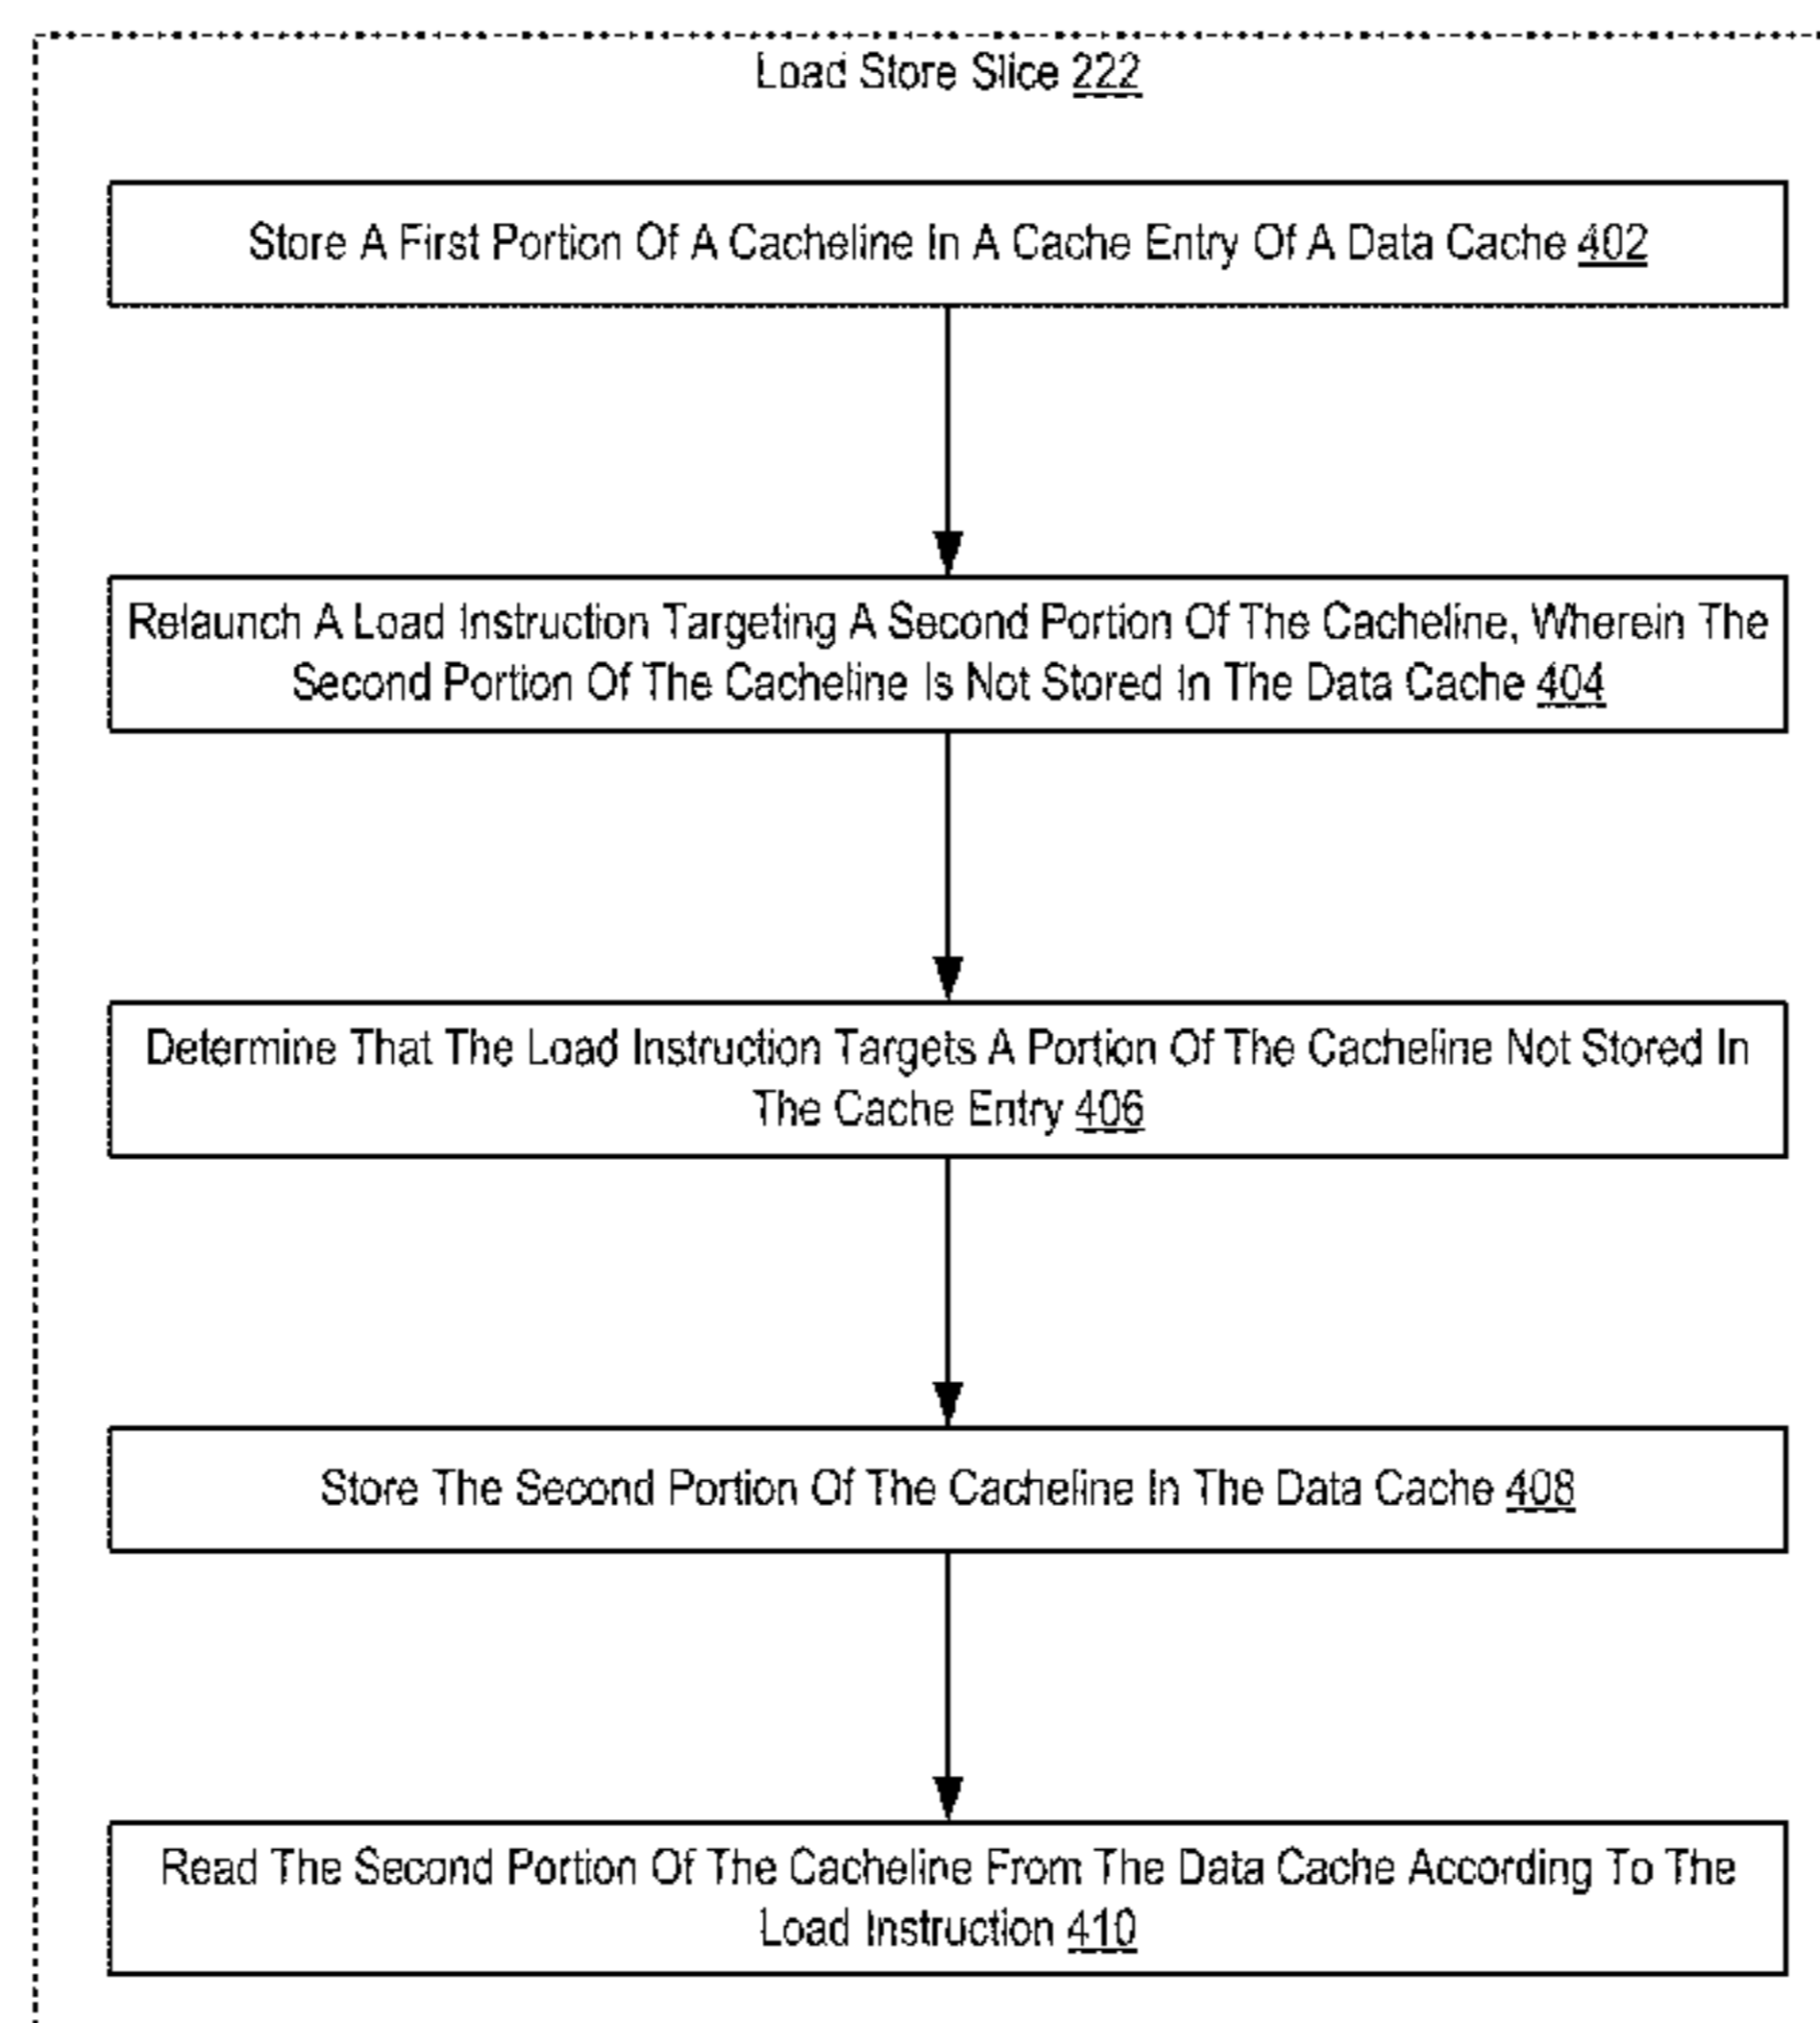 Load Store Slice 222
Store A First Portion Of A Cacheline In A Cache Entry Of A Data Cache 402
Relaunch A Load Instruction Targeting A Second Portion Of The Cacheline, Wherein The
Second Portion Of The Cacheline Is Not Stored In The Data Cache 404
Determine That The Load Instruction Targets A Portion Of The Cacheline Not Stored In
The Cache Entry 406
Store The Second Portion Of The Cacheline In The Data Cache 408
Read The Second Portion Of The Cacheline From The Data Cache According To The
Load Instruction 410